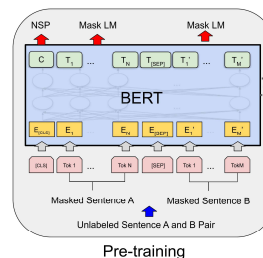 NSP Mask LM Mask LM
C T1 ... TN T[SEP] T1' ... TM'
BERT
E[CLS] E1 ... EN E[SEP] E1' ... EM'
[CLS] Tok 1 ... Tok N [SEP] Tok 1 ... TokM
Masked Sentence A Masked Sentence B
Unlabeled Sentence A and B Pair
Pre-training